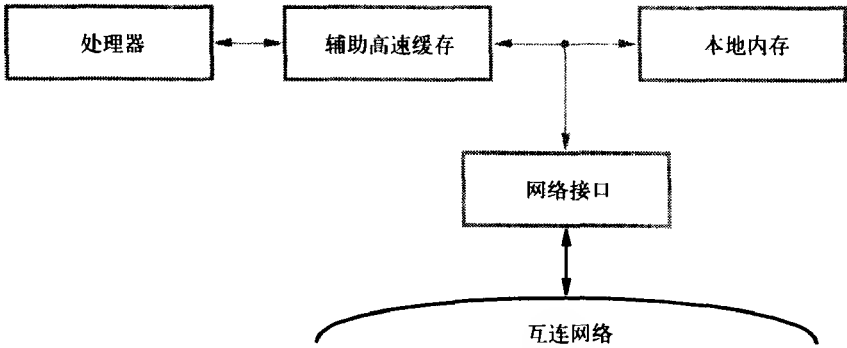 处理器
辅助高速缓存
本地内存
网络接口
互连网络